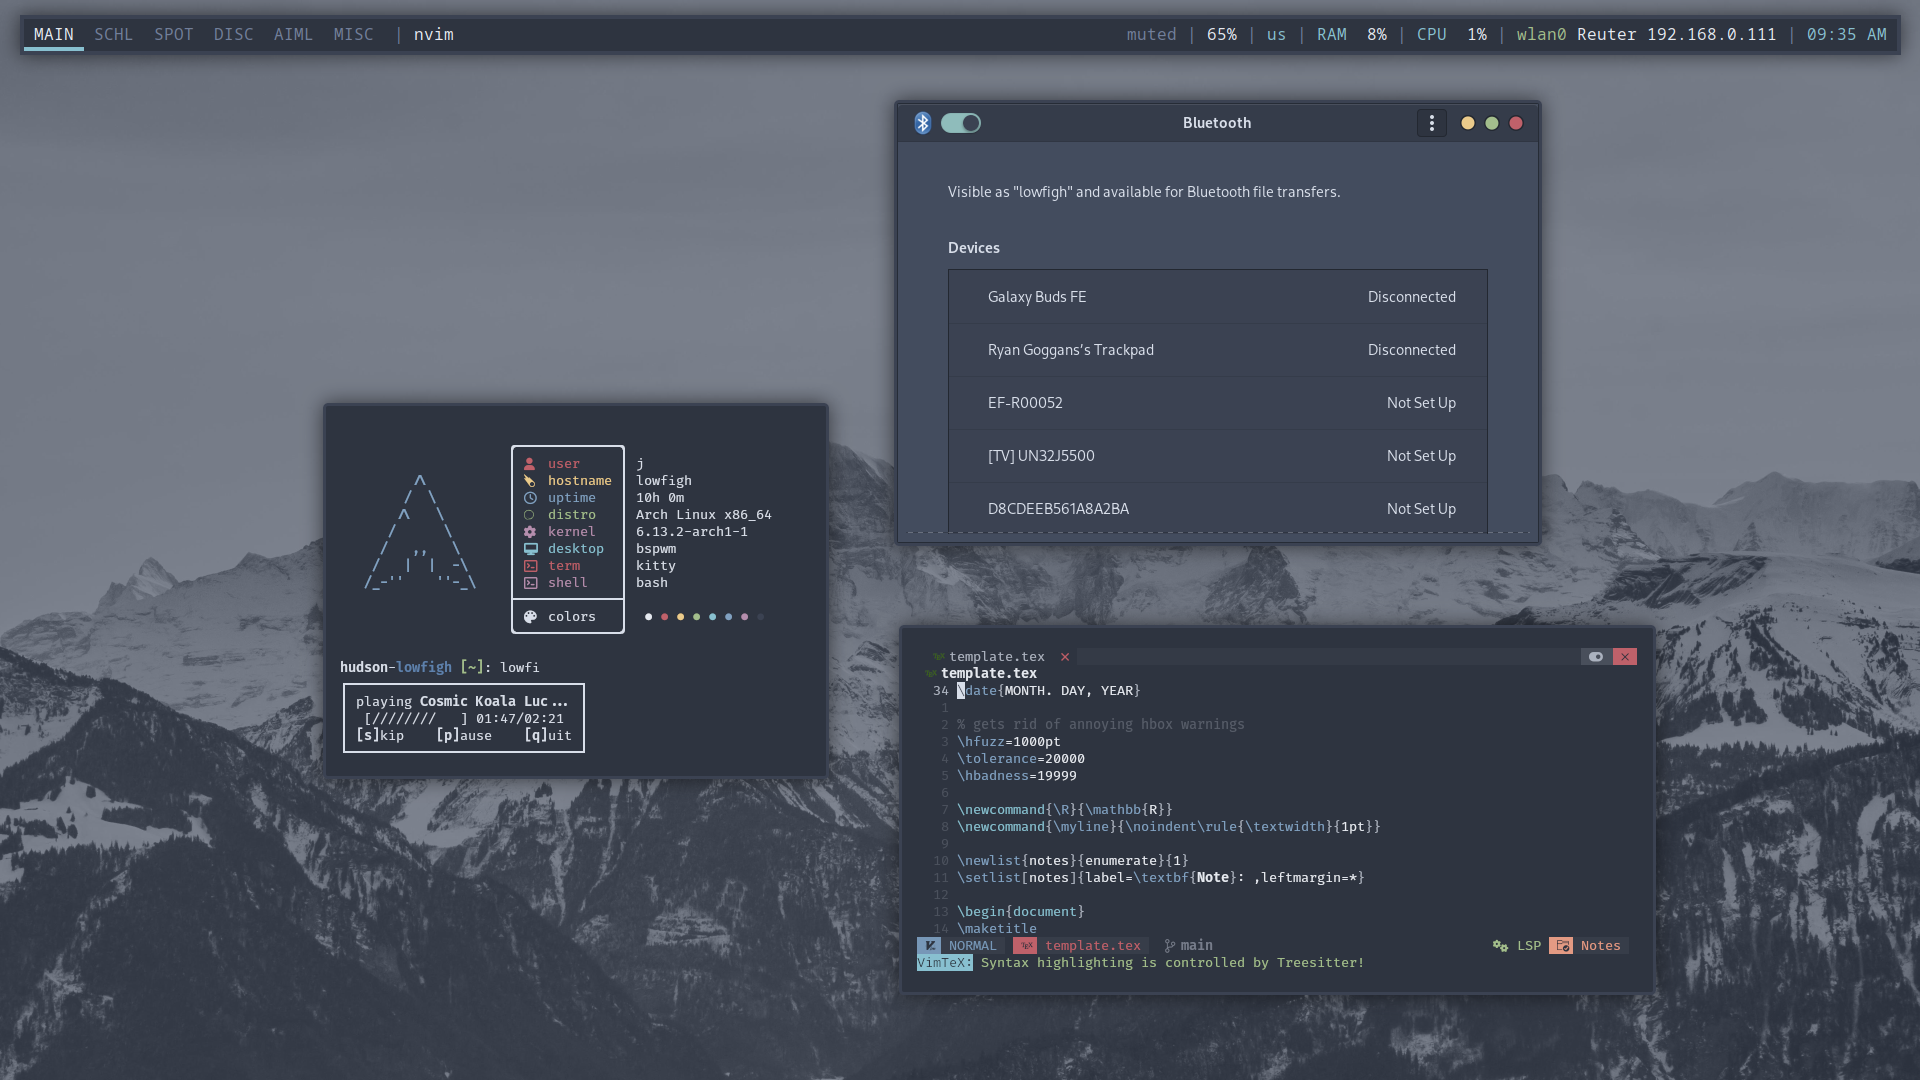 MAIN SCHL SPOT DISC AIML MISC | nvim
muted | 65% | us | RAM 8% | CPU 1% | wlan0 Reuter 192.168.0.111 | 09:35 AM
Bluetooth
Visible as "lowfigh" and available for Bluetooth file transfers.
Devices
Galaxy Buds FE Disconnected
Ryan Goggans’s Trackpad Disconnected
EF-R00052 Not Set Up
[TV] UN32J5500 Not Set Up
D8CDEEB561A8A2BA Not Set Up
user j
hostname lowfigh
uptime 10h 0m
distro Arch Linux x86_64
kernel 6.13.2-arch1-1
desktop bspwm
term kitty
shell bash
colors
hudson-lowfigh [~]: lowfi
playing Cosmic Koala Luc...
[////////   ] 01:47/02:21
[s]kip [p]ause [q]uit
template.tex
template.tex
34 \date{MONTH. DAY, YEAR}
1
2 % gets rid of annoying hbox warnings
3 \hfuzz=1000pt
4 \tolerance=20000
5 \hbadness=19999
6
7 \newcommand{\R}{\mathbb{R}}
8 \newcommand{\myline}{\noindent\rule{\textwidth}{1pt}}
9
10 \newlist{notes}{enumerate}{1}
11 \setlist[notes]{label=\textbf{Note}: ,leftmargin=*}
12
13 \begin{document}
14 \maketitle
NORMAL template.tex main LSP Notes
VimTeX: Syntax highlighting is controlled by Treesitter!